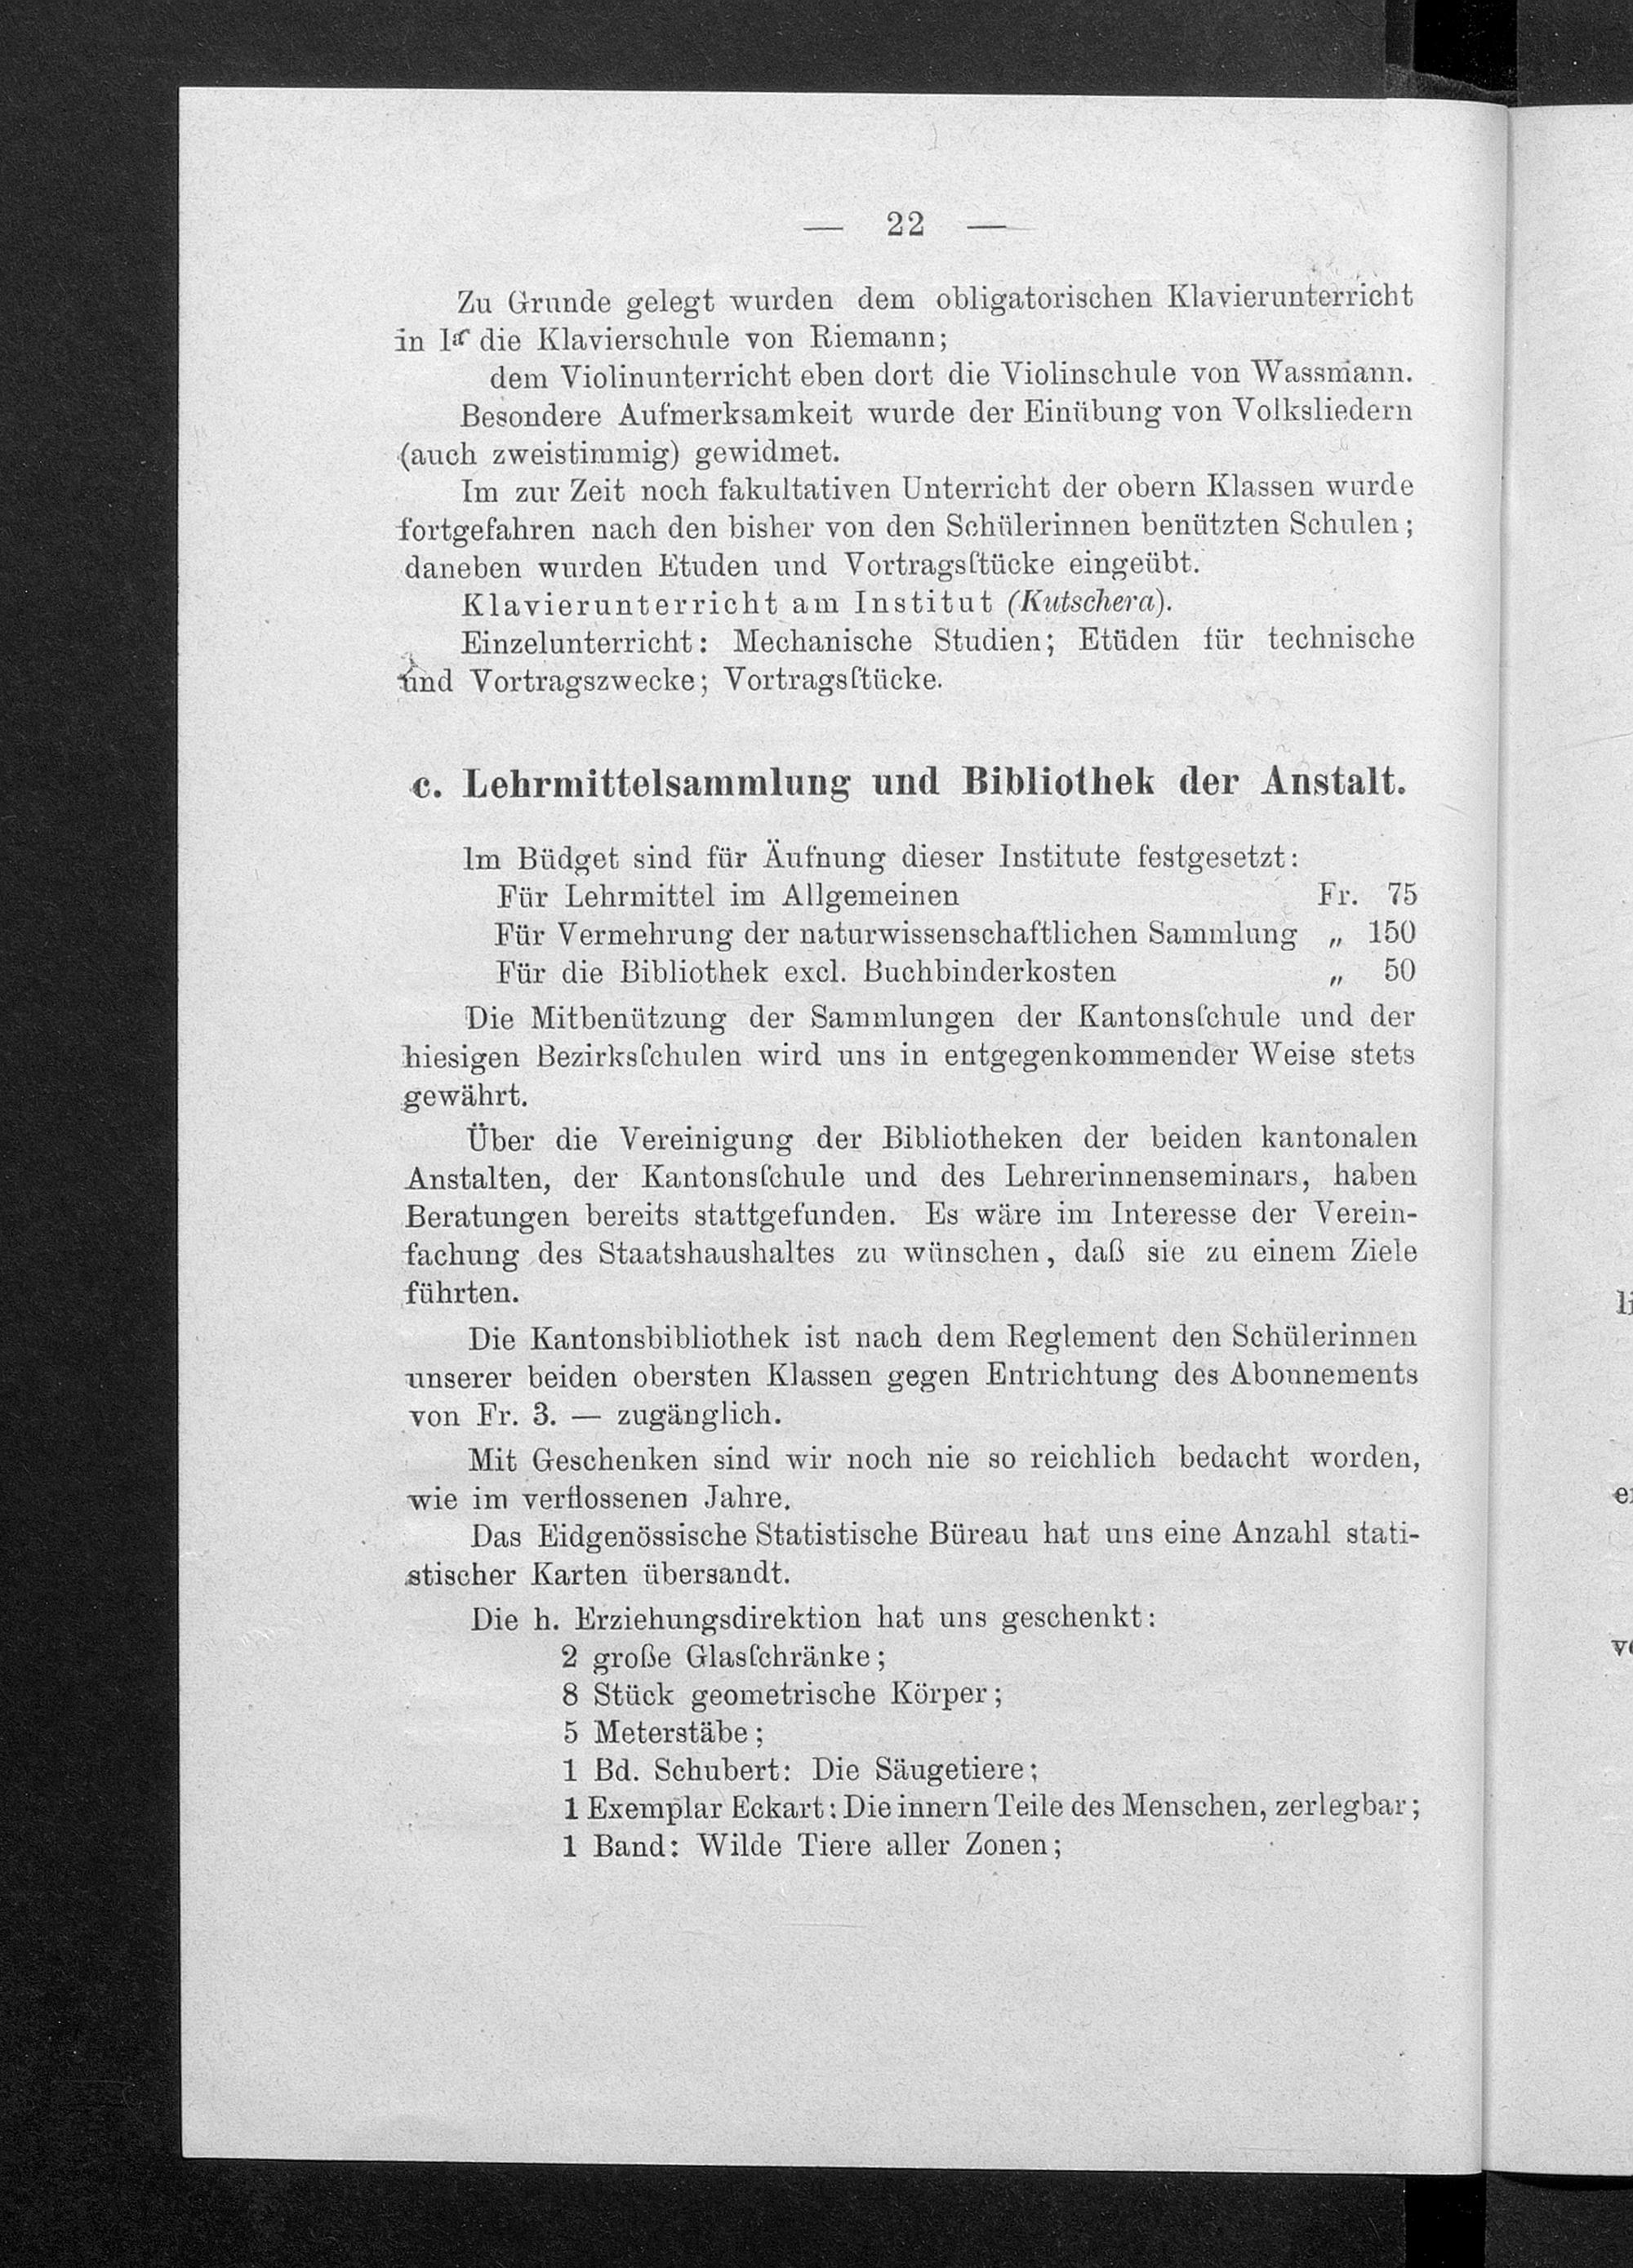 — 22 —
Zu Grunde gelegt wurden dem obligatorischen Klavierunterricht
in Iª die Klavierschule von Riemann;
dem Violinunterricht eben dort die Violinschule von Wassmann.
Besondere Aufmerksamkeit wurde der Einübung von Volksliedern
(auch zweistimmig) gewidmet.
Im zur Zeit noch fakultativen Unterricht der obern Klassen wurde
fortgefahren nach den bisher von den Schülerinnen benützten Schulen;
daneben wurden Etuden und Vortragsſtücke eingeübt.
Klavierunterricht am Institut (Kutschera).
Einzelunterricht: Mechanische Studien; Etüden für technische
und Vortragszwecke; Vortragsſtücke.
c. Lehrmittelsammlung und Bibliothek der Anstalt.
Im Büdget sind für Äufnung dieser Institute festgesetzt:
Für Lehrmittel im Allgemeinen Fr. 75
Für Vermehrung der naturwissenschaftlichen Sammlung „ 150
Für die Bibliothek excl. Buchbinderkosten „ 50
Die Mitbenützung der Sammlungen der Kantonsſchule und der
hiesigen Bezirksſchulen wird uns in entgegenkommender Weise stets
gewährt.
Über die Vereinigung der Bibliotheken der beiden kantonalen
Anstalten, der Kantonsſchule und des Lehrerinnenseminars, haben
Beratungen bereits stattgefunden. Es wäre im Interesse der Verein-
fachung des Staatshaushaltes zu wünschen, daß sie zu einem Ziele
führten.
Die Kantonsbibliothek ist nach dem Reglement den Schülerinnen
unserer beiden obersten Klassen gegen Entrichtung des Abonnements
von Fr. 3. — zugänglich.
Mit Geschenken sind wir noch nie so reichlich bedacht worden,
wie im verflossenen Jahre.
Das Eidgenössische Statistische Büreau hat uns eine Anzahl stati-
stischer Karten übersandt.
Die h. Erziehungsdirektion hat uns geschenkt:
2 große Glasſchränke;
8 Stück geometrische Körper;
5 Meterstäbe;
1 Bd. Schubert: Die Säugetiere;
1 Exemplar Eckart: Die innern Teile des Menschen, zerlegbar;
1 Band: Wilde Tiere aller Zonen;